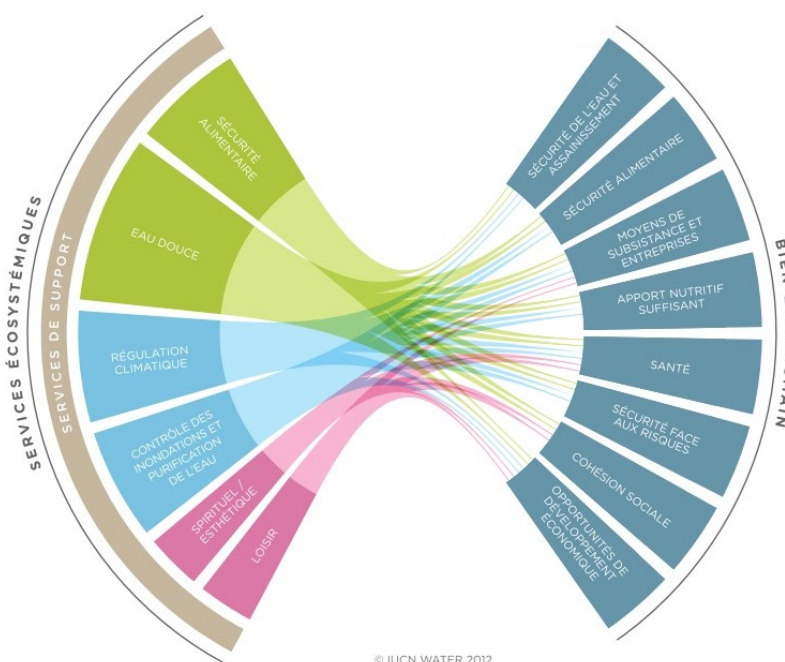 SERVICES ÉCOSYSTÉMIQUES
SERVICES DE SUPPORT
SÉCURITÉ
ALIMENTAIRE
EAU DOUCE
RÉGULATION
CLIMATIQUE
CONTRÔLE DES
INONDATIONS ET
PURIFICATION
DE L'EAU
SPIRITUEL /
ESTHÉTIQUE
LOISIR
SÉCURITÉ DE L'EAU ET
ASSAINISSEMENT
SÉCURITÉ ALIMENTAIRE
MOYENS DE
SUBSISTANCE ET
ENTREPRISES
APPORT NUTRITIF
SUFFISANT
SANTÉ
SÉCURITÉ FACE
AUX RISQUES
COHÉSION SOCIALE
OPPORTUNITÉS DE
DÉVELOPPEMENT
ÉCONOMIQUE
BIEN
© IUCN WATER 2012